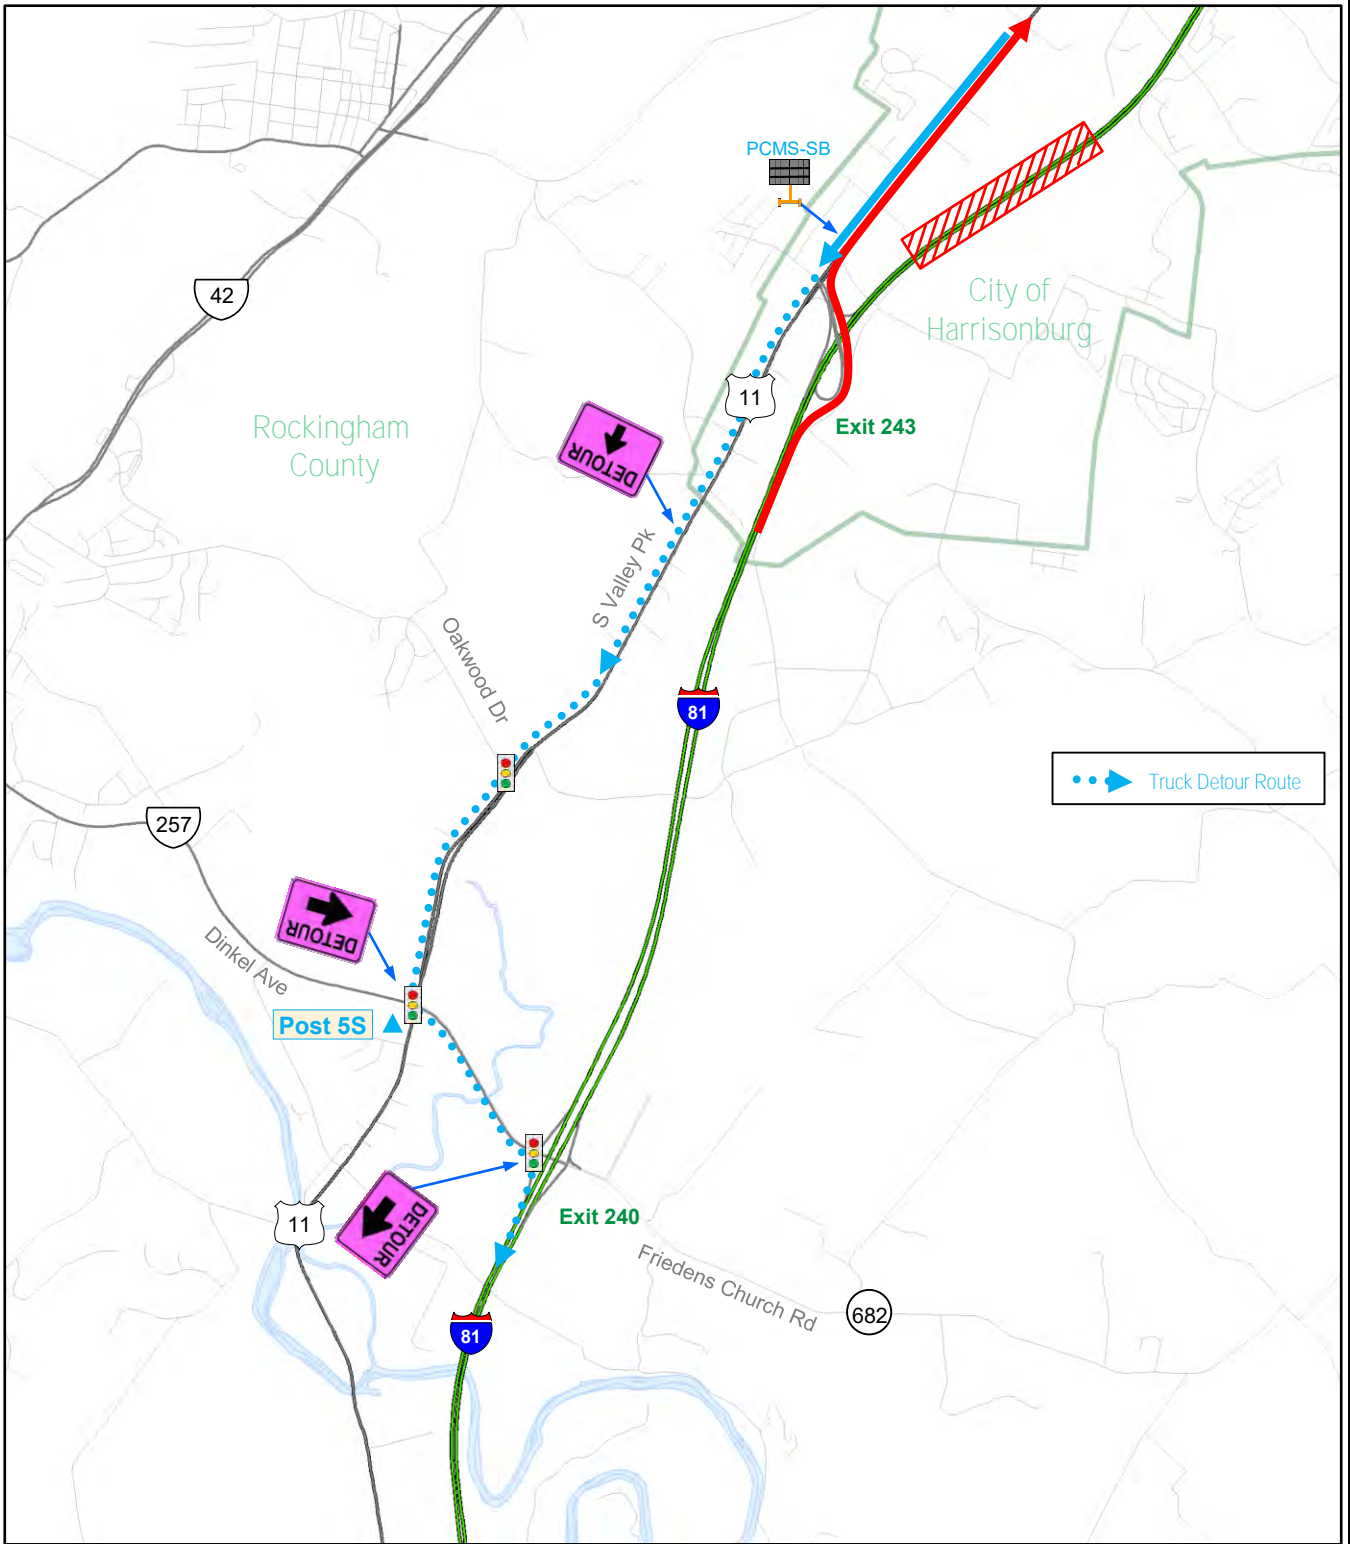 PCMS-SB
42
City of
Harrisonburg
11
Exit 243
Rockingham
County
DETOUR
S Valley Pk
Oakwood Dr
81
Truck Detour Route
257
DETOUR
Dinkel Ave
Post 5S
DETOUR
11
Exit 240
Friedens Church Rd
682
81